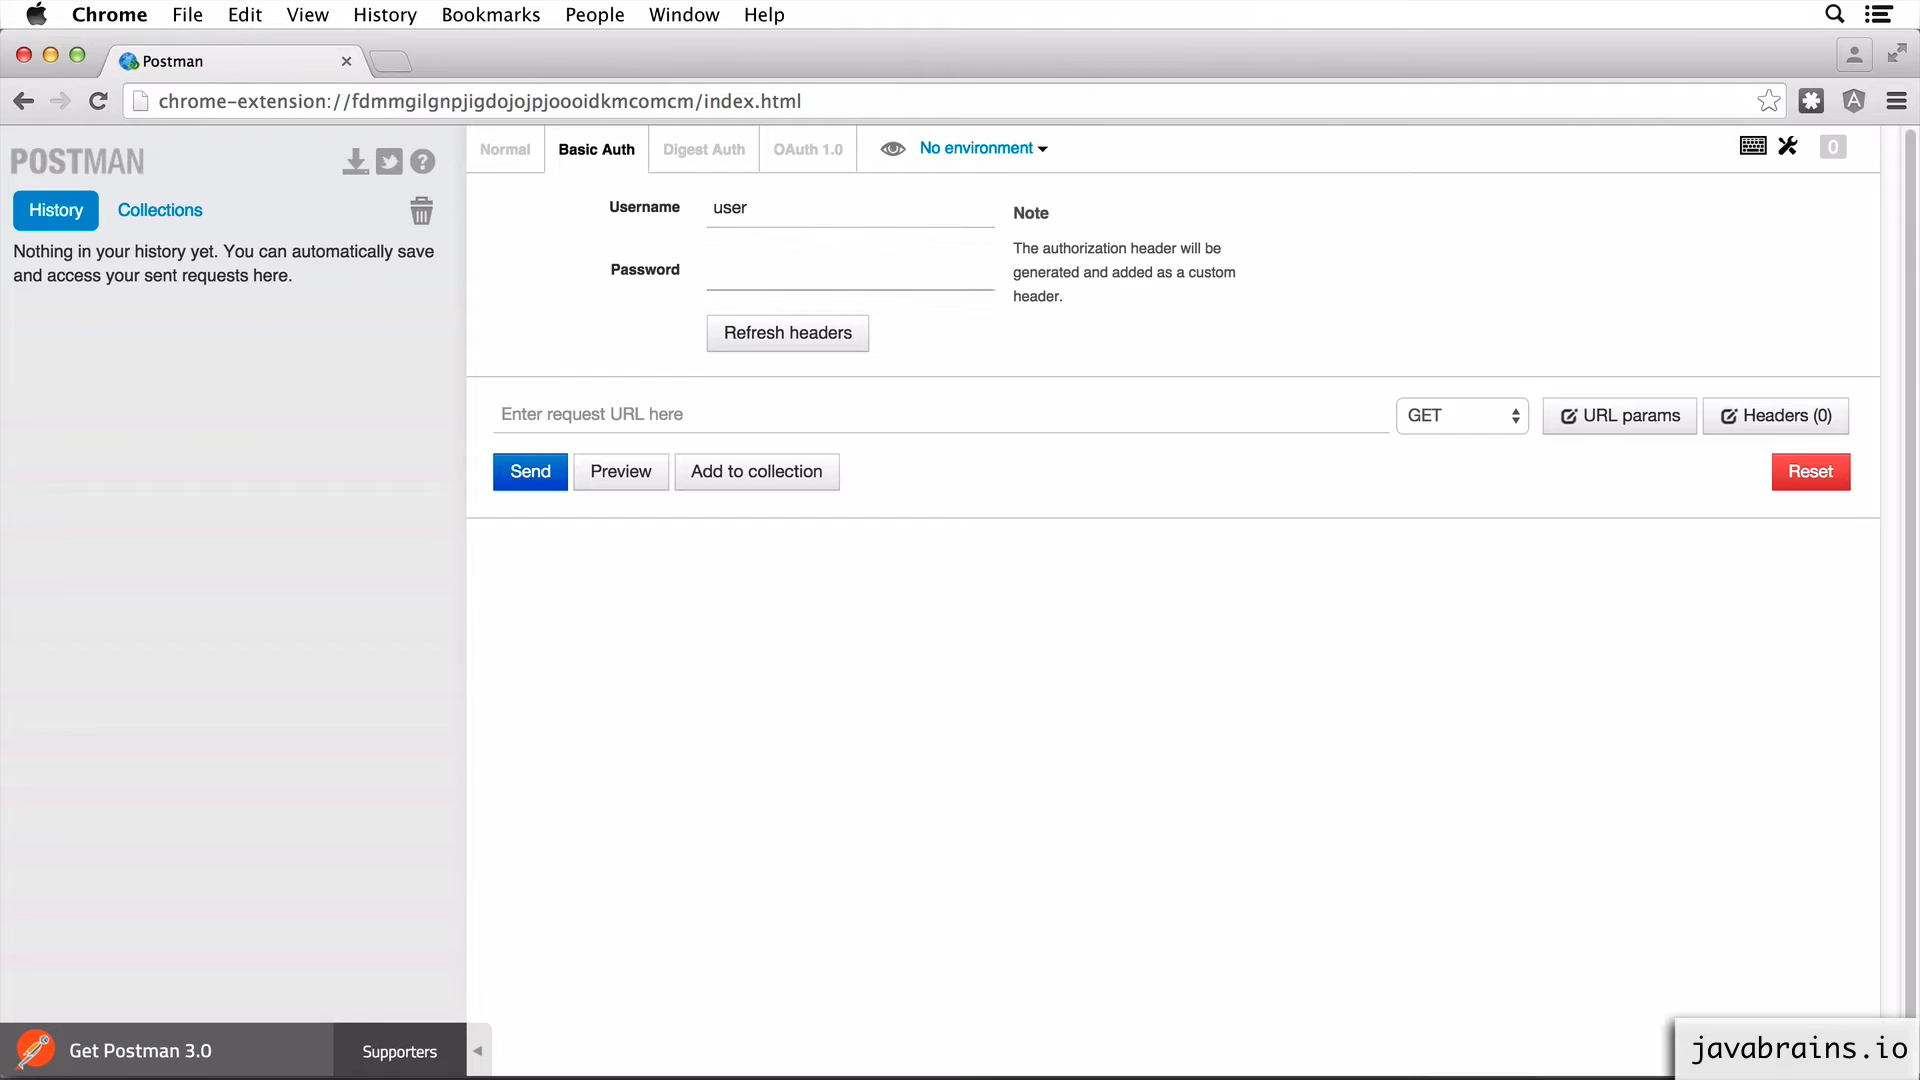 Chrome File Edit View History Bookmarks People Window Help
Postman
chrome-extension://fdmmgilgnpjigdojojpjoooidkmcomcm/index.html
POSTMAN
History Collections
Nothing in your history yet. You can automatically save
and access your sent requests here.
Normal Basic Auth Digest Auth OAuth 1.0 No environment 0
Username user
Password
Refresh headers
Note
The authorization header will be
generated and added as a custom
header.
Enter request URL here GET URL params Headers (0)
Send Preview Add to collection Reset
Get Postman 3.0 Supporters
javabrains.io